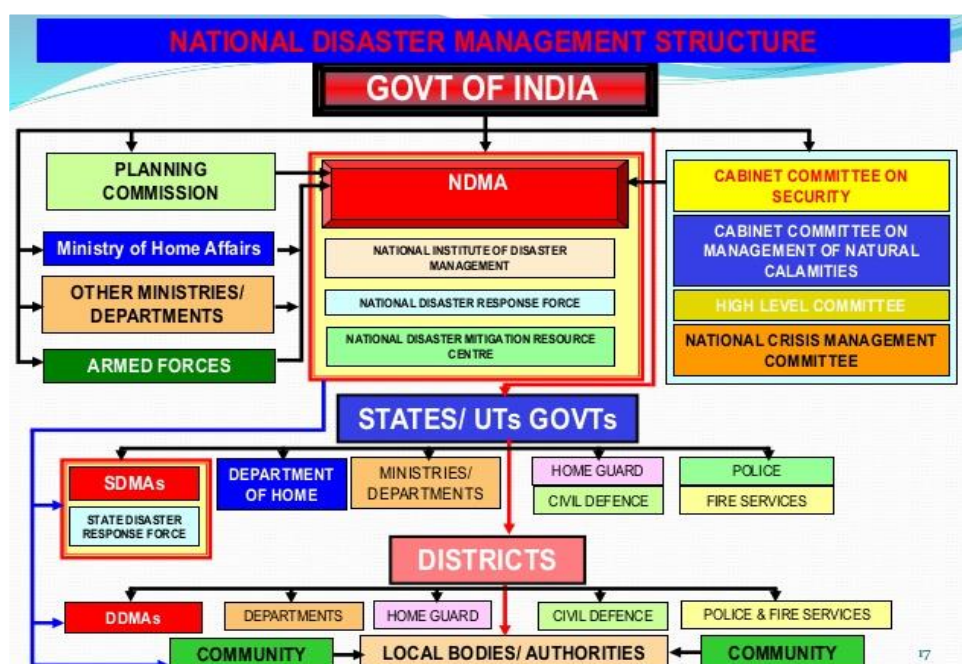 NATIONAL DISASTER MANAGEMENT STRUCTURE
GOVT OF INDIA
PLANNING
COMMISSION
Ministry of Home Affairs
OTHER MINISTRIES/
DEPARTMENTS
ARMED FORCES
NDMA
NATIONAL INSTITUTE OF DISASTER
MANAGEMENT
NATIONAL DISASTER RESPONSE FORCE
NATIONAL DISASTER MITIGATION RESOURCE
CENTRE
CABINET COMMITTEE ON
SECURITY
CABINET COMMITTEE ON
MANAGEMENT OF NATURAL
CALAMITIES
HIGH LEVEL COMMITTEE
NATIONAL CRISIS MANAGEMENT
COMMITTEE
STATES/ UTs GOVTs
SDMAs
STATE DISASTER
RESPONSE FORCE
DEPARTMENT
OF HOME
MINISTRIES/
DEPARTMENTS
HOME GUARD
CIVIL DEFENCE
POLICE
FIRE SERVICES
DISTRICTS
DDMAs
DEPARTMENTS
HOME GUARD
CIVIL DEFENCE
POLICE & FIRE SERVICES
COMMUNITY
LOCAL BODIES/ AUTHORITIES
COMMUNITY
17